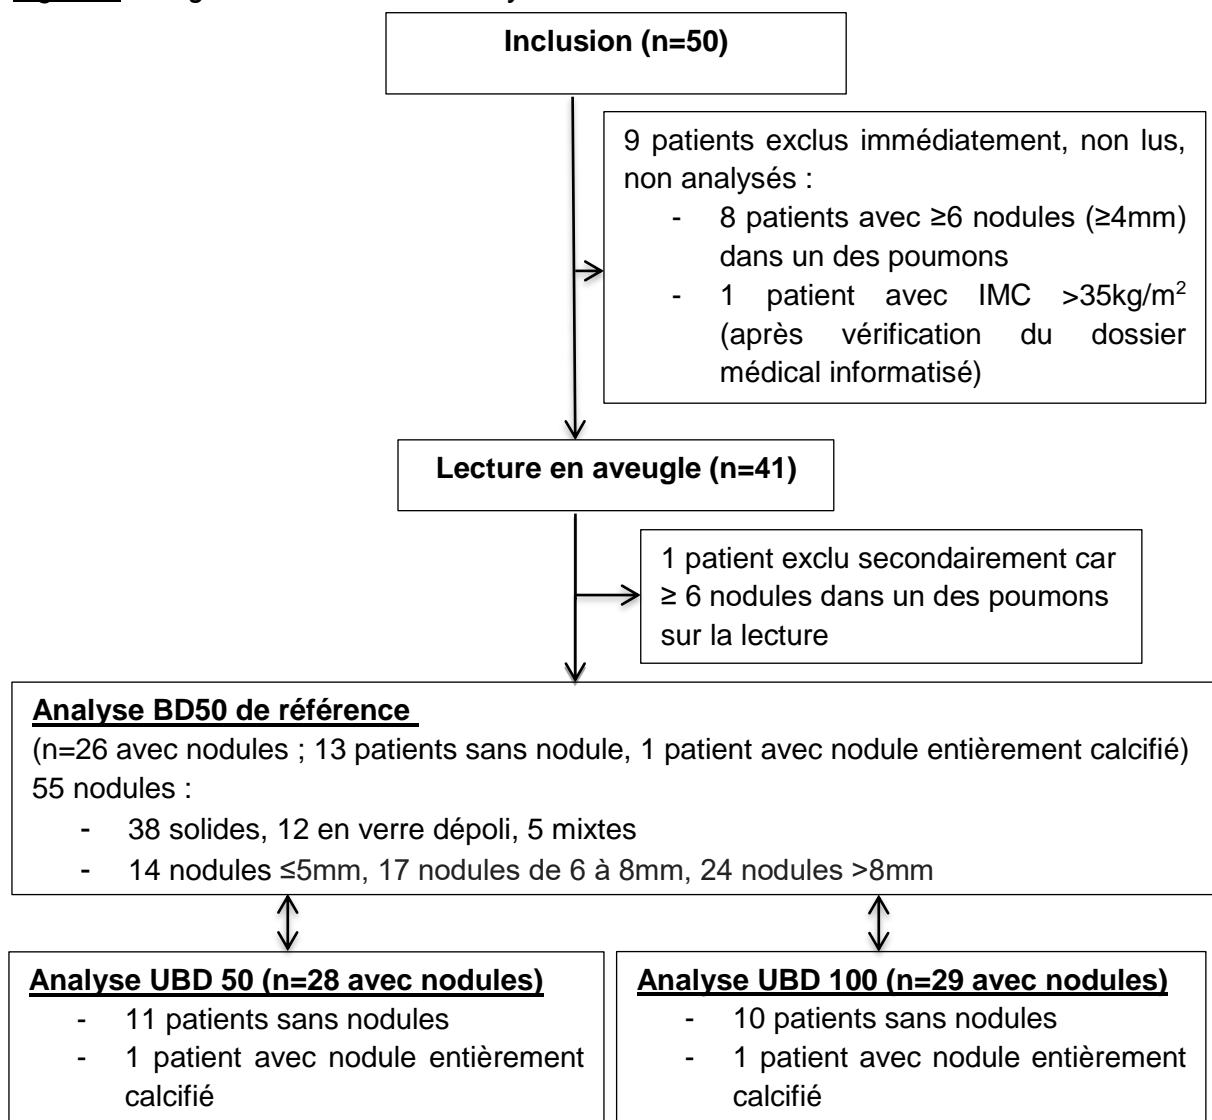 Inclusion (n=50)
9 patients exclus immédiatement, non lus,
non analysés :
- 8 patients avec ≥6 nodules (≥4mm)
dans un des poumons
- 1 patient avec IMC >35kg/m²
(après vérification du dossier
médical informatisé)
Lecture en aveugle (n=41)
1 patient exclu secondairement car
≥ 6 nodules dans un des poumons
sur la lecture
Analyse BD50 de référence
(n=26 avec nodules ; 13 patients sans nodule, 1 patient avec nodule entièrement calcifié)
55 nodules :
- 38 solides, 12 en verre dépoli, 5 mixtes
- 14 nodules ≤5mm, 17 nodules de 6 à 8mm, 24 nodules >8mm
Analyse UBD 50 (n=28 avec nodules)
- 11 patients sans nodules
- 1 patient avec nodule entièrement
calcifié
Analyse UBD 100 (n=29 avec nodules)
- 10 patients sans nodules
- 1 patient avec nodule entièrement
calcifié